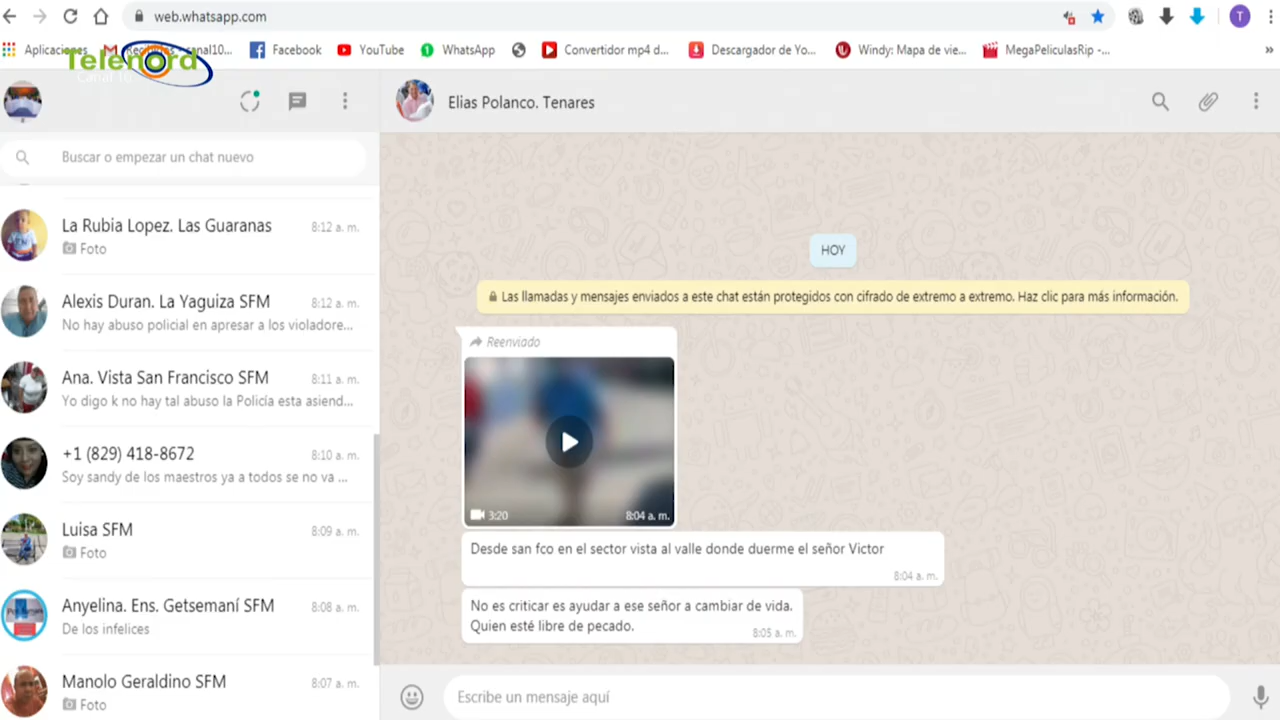 web.whatsapp.com
T
Aplicaciones
canal10...
Facebook
YouTube
WhatsApp
Convertidor mp4 d...
Descargador de Yo...
Windy: Mapa de vie...
MegaPeliculasRip -...
»
Telenord
Canal 10
Elias Polanco. Tenares
Buscar o empezar un chat nuevo
La Rubia Lopez. Las Guaranas
8:12 a. m.
Foto
Alexis Duran. La Yaguiza SFM
8:12 a. m.
No hay abuso policial en apresar a los violadore...
Ana. Vista San Francisco SFM
8:11 a. m.
Yo digo k no hay tal abuso la Policía esta asiend...
+1 (829) 418-8672
8:10 a. m.
Soy sandy de los maestros ya a todos se no va ...
Luisa SFM
8:09 a. m.
Foto
Anyelina. Ens. Getsemaní SFM
8:08 a. m.
De los infelices
Manolo Geraldino SFM
8:07 a. m.
Foto
HOY
Las llamadas y mensajes enviados a este chat están protegidos con cifrado de extremo a extremo. Haz clic para más información.
Reenviado
3:20
8:04 a. m.
Desde san fco en el sector vista al valle donde duerme el señor Victor
8:04 a. m.
No es criticar es ayudar a ese señor a cambiar de vida.
Quien esté libre de pecado.
8:05 a. m.
Escribe un mensaje aquí